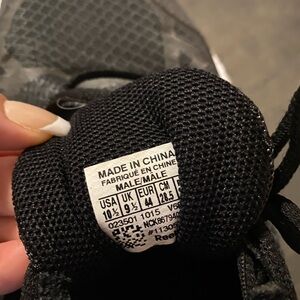 MADE IN CHINA
FABRIQUÉ EN CHINE
MALE/MALE
USA UK EUR CM
10½ 9½ 44 28.5
023501 1015